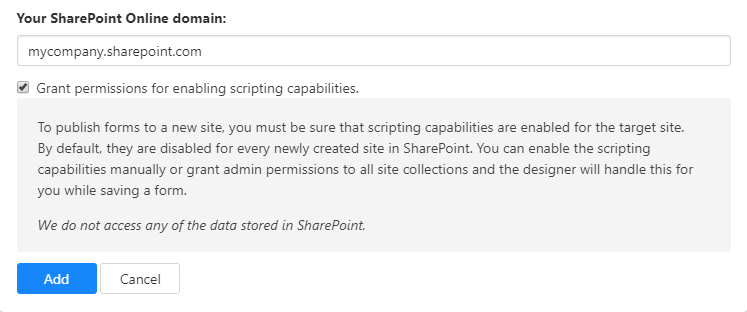 Your SharePoint Online domain:
mycompany.sharepoint.com
Grant permissions for enabling scripting capabilities.
To publish forms to a new site, you must be sure that scripting capabilities are enabled for the target site.
By default, they are disabled for every newly created site in SharePoint. You can enable the scripting
capabilities manually or grant admin permissions to all site collections and the designer will handle this for
you while saving a form.
We do not access any of the data stored in SharePoint.
Add Cancel